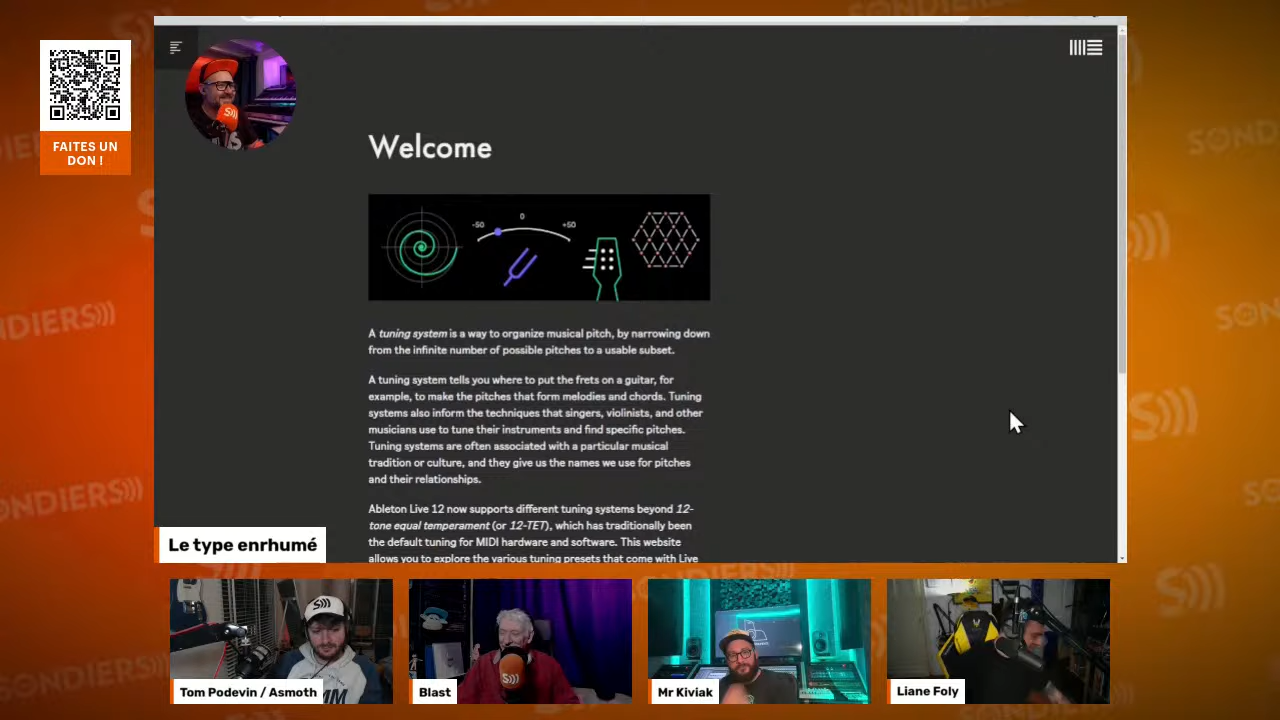 FAITES UN
DON !
Welcome
-50
0
+50
A tuning system is a way to organize musical pitch, by narrowing down
from the infinite number of possible pitches to a usable subset.
A tuning system tells you where to put the frets on a guitar, for
example, to make the pitches that form melodies and chords. Tuning
systems also inform the techniques that singers, violinists, and other
musicians use to tune their instruments and find specific pitches.
Tuning systems are often associated with a particular musical
tradition or culture, and they give us the names we use for pitches
and their relationships.
Ableton Live 12 now supports different tuning systems beyond 12-
tone equal temperament (or 12-TET), which has traditionally been
the default tuning for MIDI hardware and software. This website
allows you to explore the various tuning presets that come with Live
Le type enrhumé
Tom Podevin / Asmoth
Blast
Mr Kiviak
Liane Foly
SONDIERS